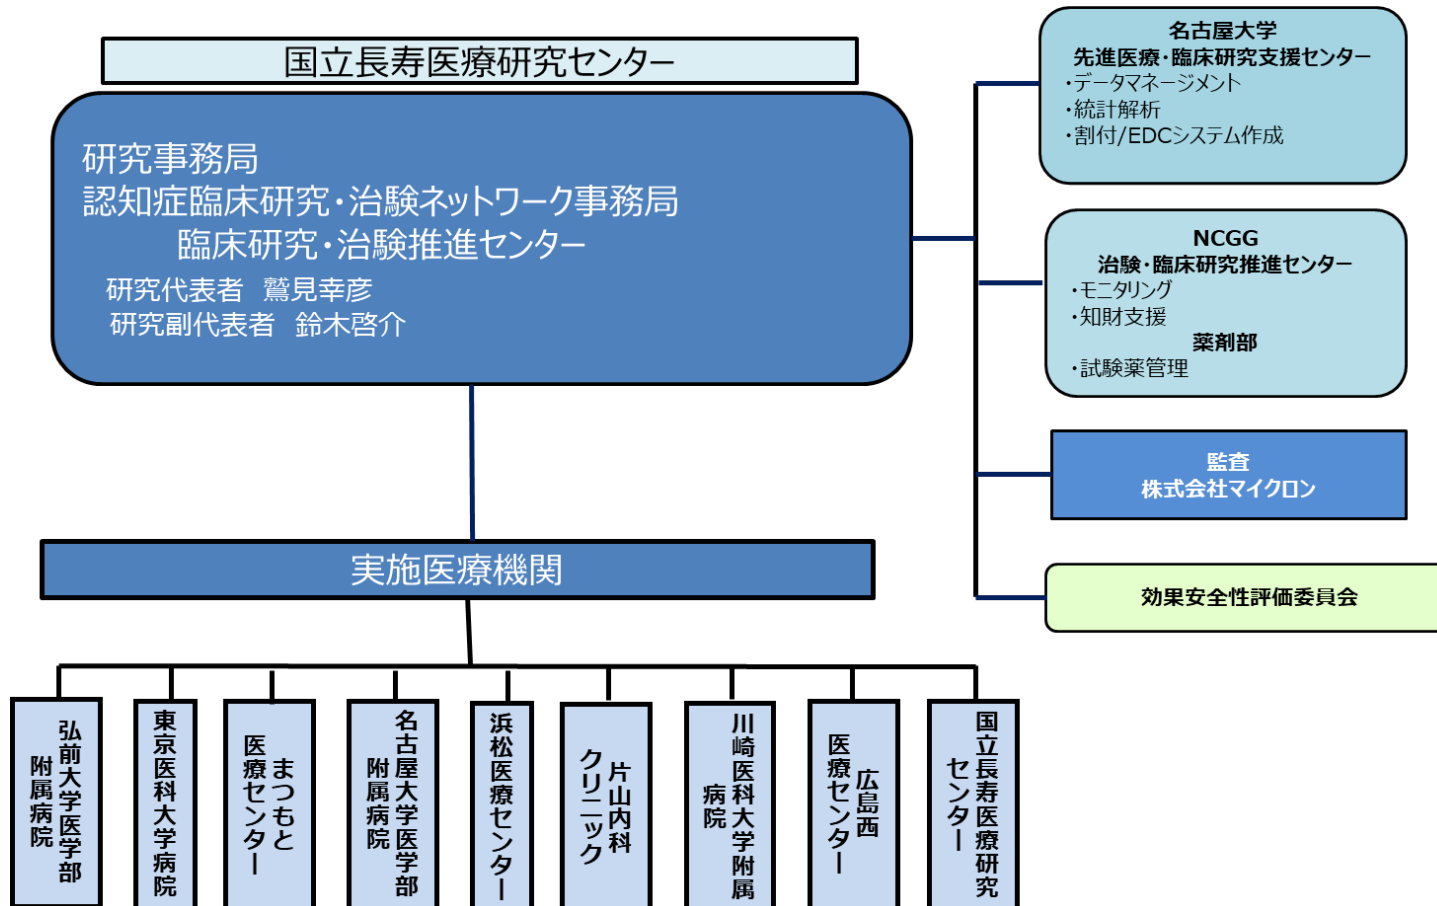 国立長寿医療研究センター
研究事務局
認知症臨床研究・治験ネットワーク事務局
臨床研究・治験推進センター
研究代表者 鷲見幸彦
研究副代表者 鈴木啓介
名古屋大学
先進医療・臨床研究支援センター
・データマネージメント
・統計解析
・割付/EDCシステム作成
NCGG
治験・臨床研究推進センター
・モニタリング
・知財支援
薬剤部
・試験薬管理
監査
株式会社マイクロン
効果安全性評価委員会
実施医療機関
弘前大学医学部
附属病院
東京医科大学病院
まつもと
医療センター
名古屋大学医学部
附属病院
浜松医療センター
片山内科
クリニック
川崎医科大学附属
病院
広島西
医療センター
国立長寿医療研究
センター